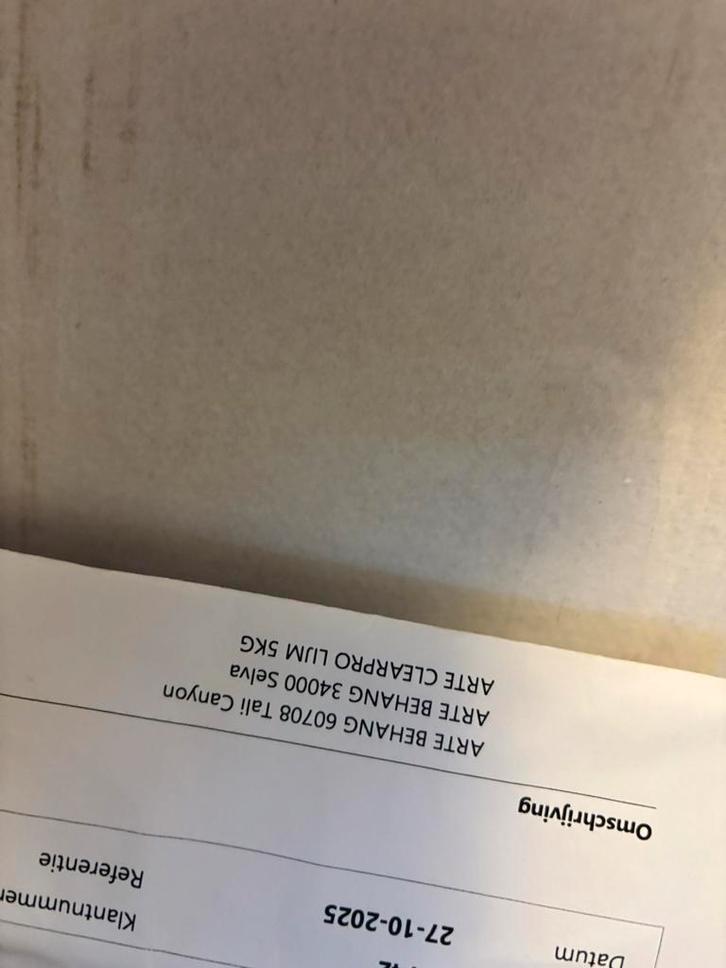 Datum 27-10-2025 Klantnummer
Referentie
Omschrijving
ARTE BEHANG 60708 Tali Canyon
ARTE BEHANG 34000 Selva
ARTE CLEARPRO LIJM 5KG